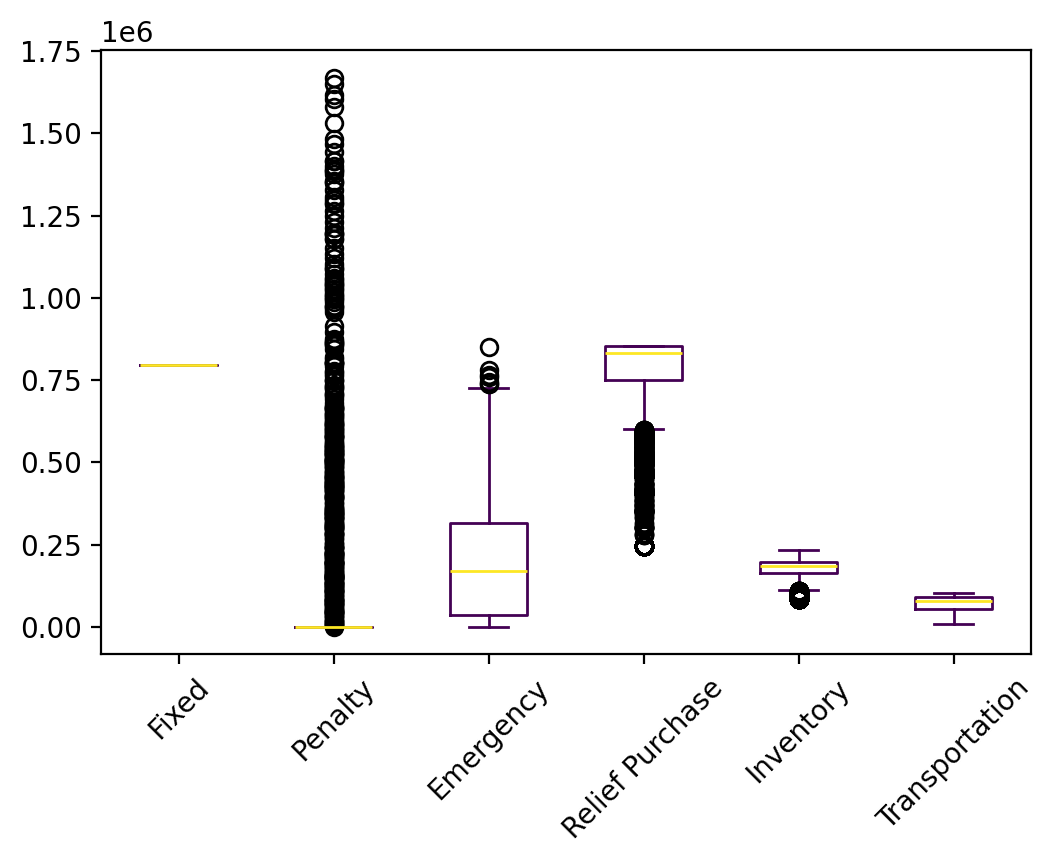 1e6
1.75
1.50
1.25
1.00
0.75
0.50
0.25
0.00
Fixed
Penalty
Emergency
Relief Purchase
Inventory
Transportation